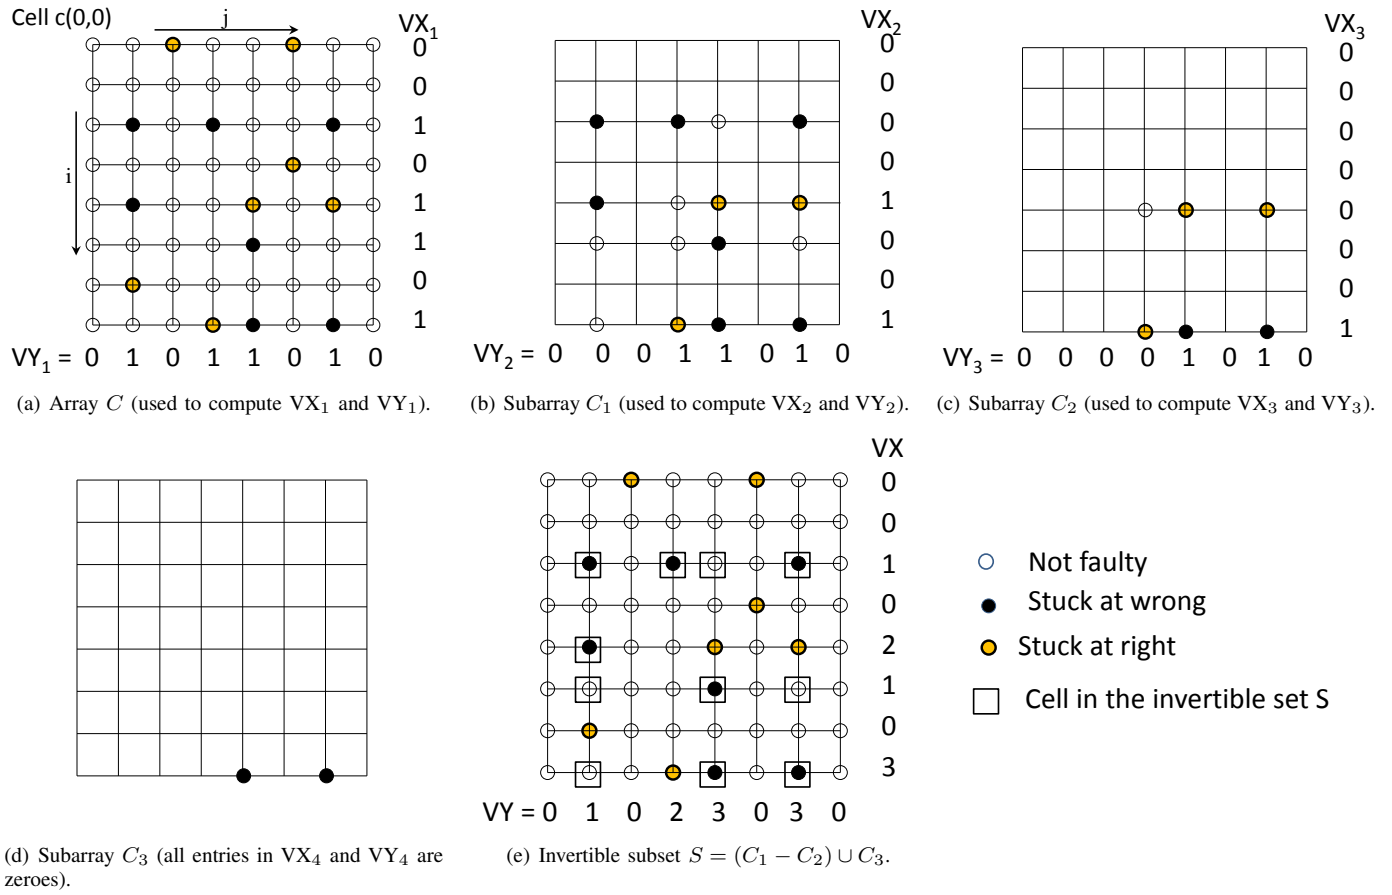 Cell c(0,0)
j
VX₁
0
0
1
0
1
1
0
1
i
VY₁ = 0 1 0 1 1 0 1 0
(a) Array C (used to compute VX₁ and VY₁).
VX₂
0
0
0
0
1
0
0
1
VY₂ = 0 0 0 1 1 0 1 0
(b) Subarray C₁ (used to compute VX₂ and VY₂).
VX₃
0
0
0
0
0
0
0
1
VY₃ = 0 0 0 0 1 0 1 0
(c) Subarray C₂ (used to compute VX₃ and VY₃).
(d) Subarray C₃ (all entries in VX₄ and VY₄ are
zeroes).
VX
0
0
1
0
2
1
0
3
VY = 0 1 0 2 3 0 3 0
(e) Invertible subset S = (C₁ − C₂) ∪ C₃.
Not faulty
Stuck at wrong
Stuck at right
Cell in the invertible set S